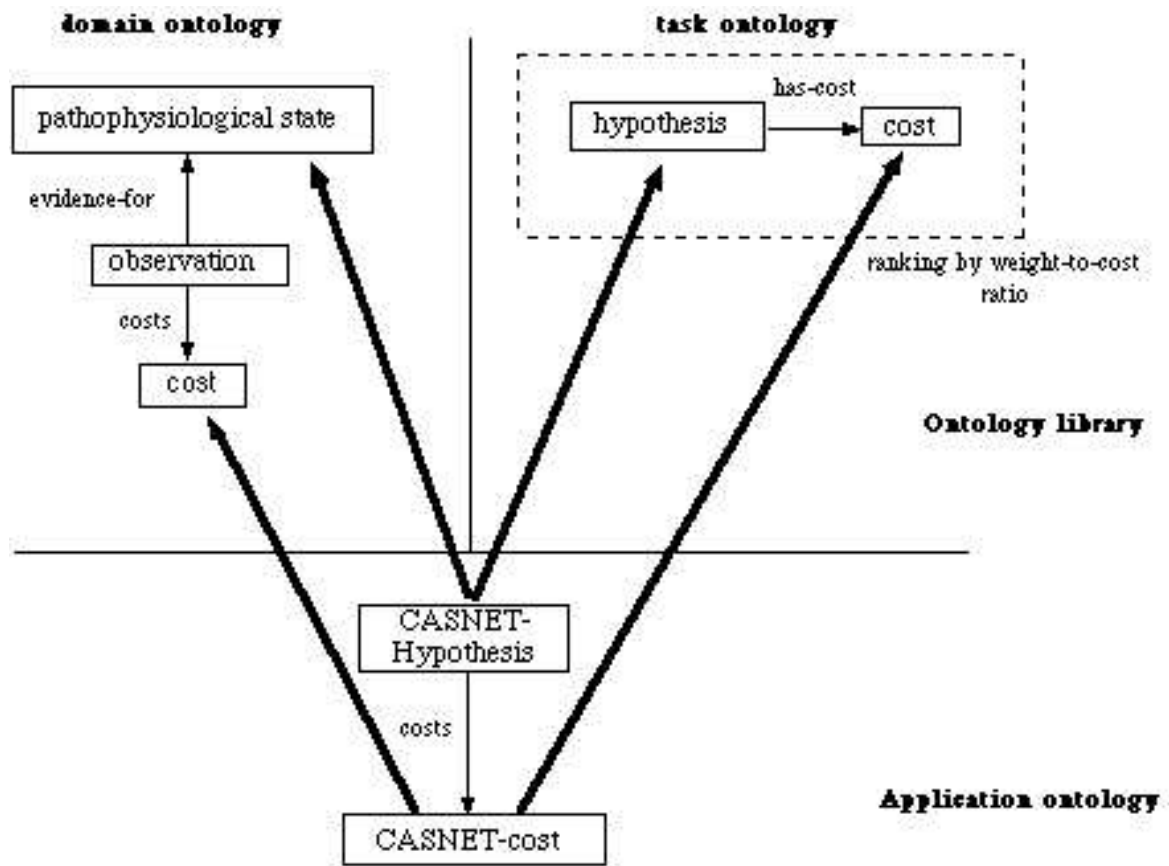 domain ontology
task ontology
pathophysiological state
evidence-for
observation
costs
cost
has-cost
hypothesis
cost
ranking by weight-to-cost
ratio
Ontology library
CASNET-
Hypothesis
costs
CASNET-cost
Application ontology